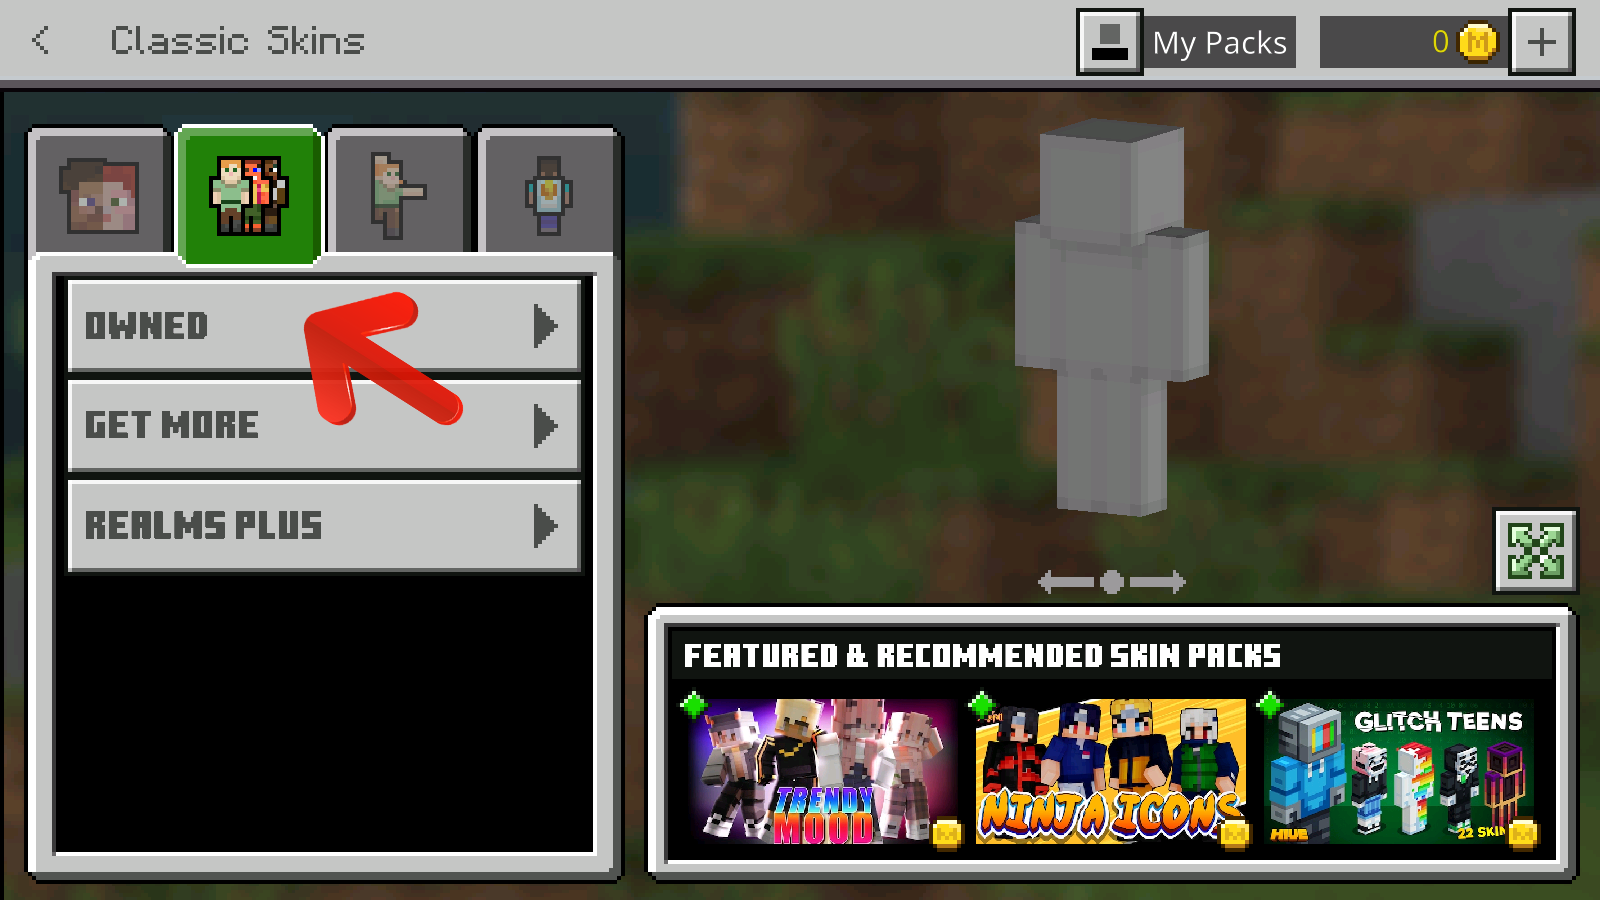 Classic Skins
My Packs
0
OWNED
GET MORE
REALMS PLUS
FEATURED & RECOMMENDED SKIN PACKS
TRENDY
MOOD
NINJA ICONS
GLITCH TEENS
HIVE
22 SKIN